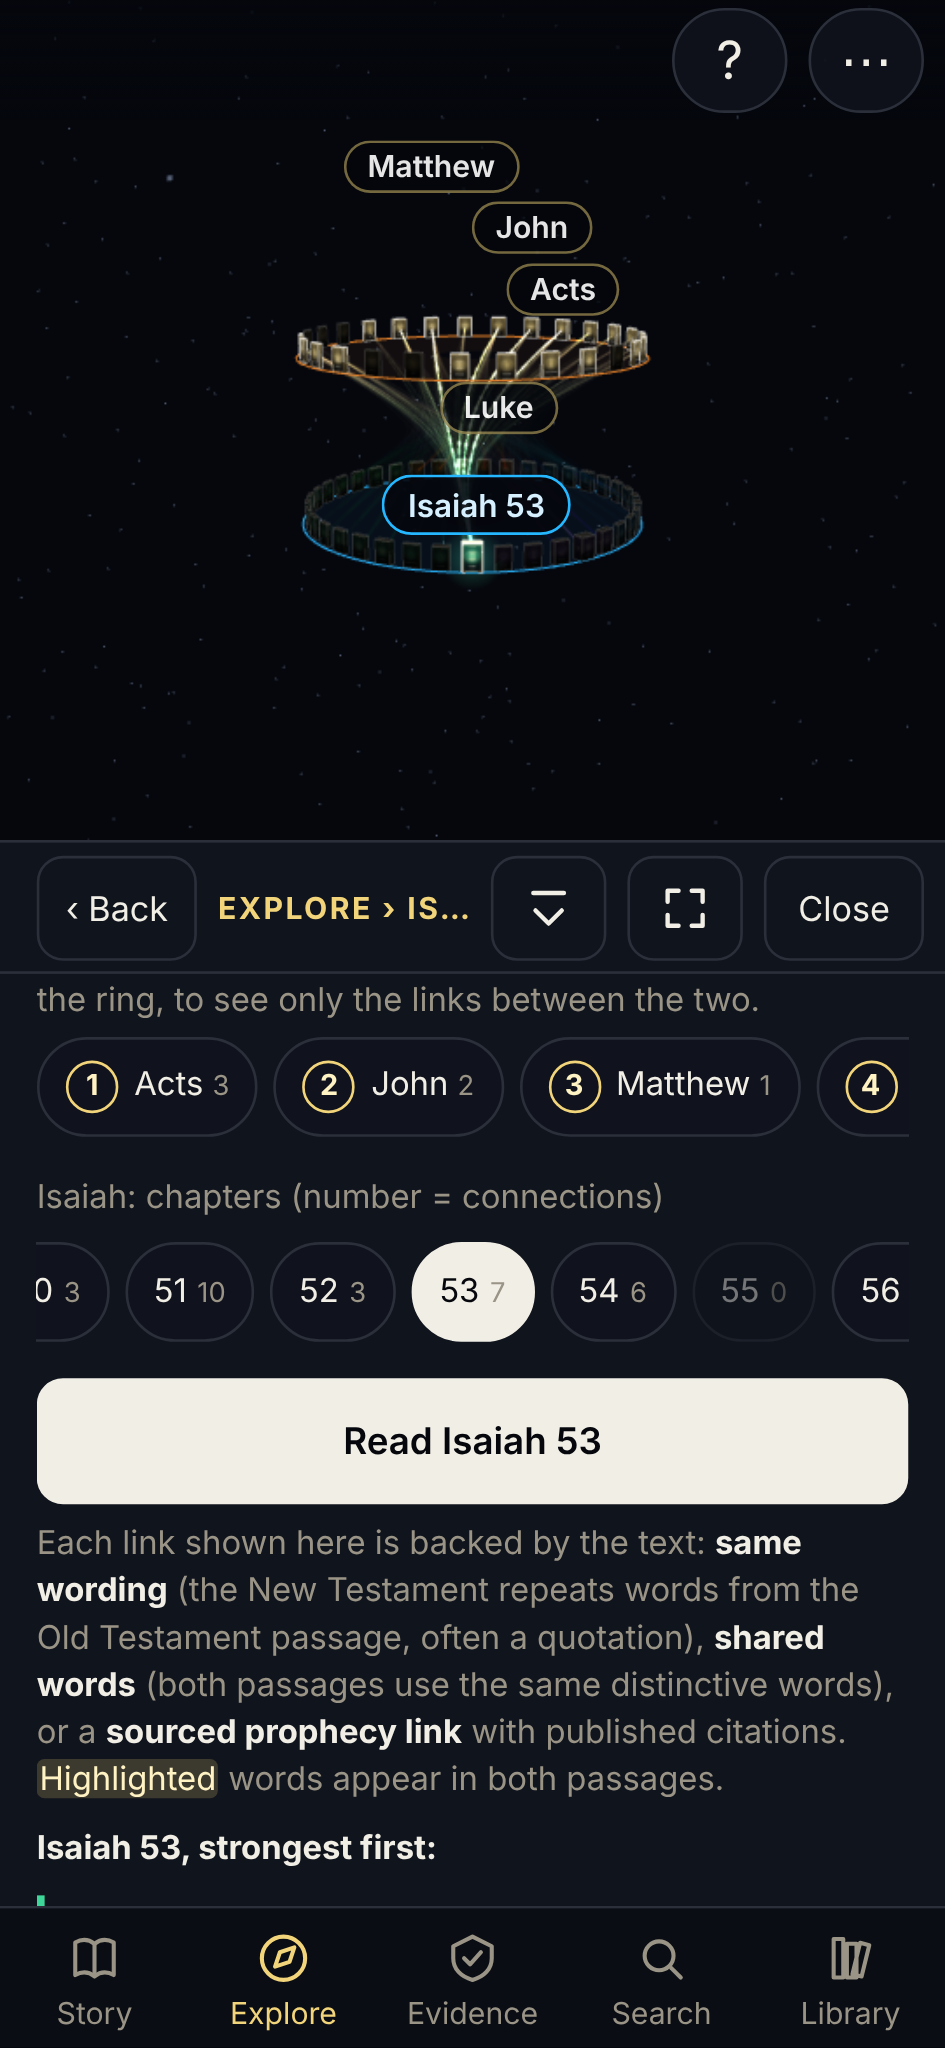 ?
...
Matthew
John
Acts
Luke
Isaiah 53
‹ Back
EXPLORE › IS...
Close
the ring, to see only the links between the two.
1 Acts 3
2 John 2
3 Matthew 1
4
Isaiah: chapters (number = connections)
0 3
51 10
52 3
53 7
54 6
55 0
56
Read Isaiah 53
Each link shown here is backed by the text: same
wording (the New Testament repeats words from the
Old Testament passage, often a quotation), shared
words (both passages use the same distinctive words),
or a sourced prophecy link with published citations.
Highlighted words appear in both passages.
Isaiah 53, strongest first:
Story
Explore
Evidence
Search
Library